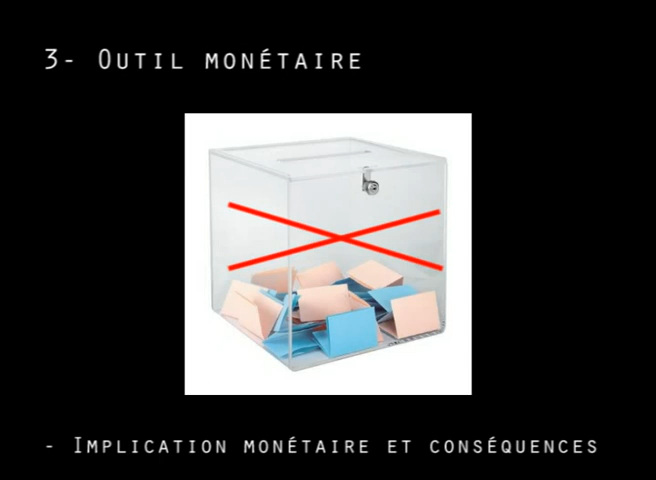 3- Outil monétaire
- Implication monétaire et conséquences